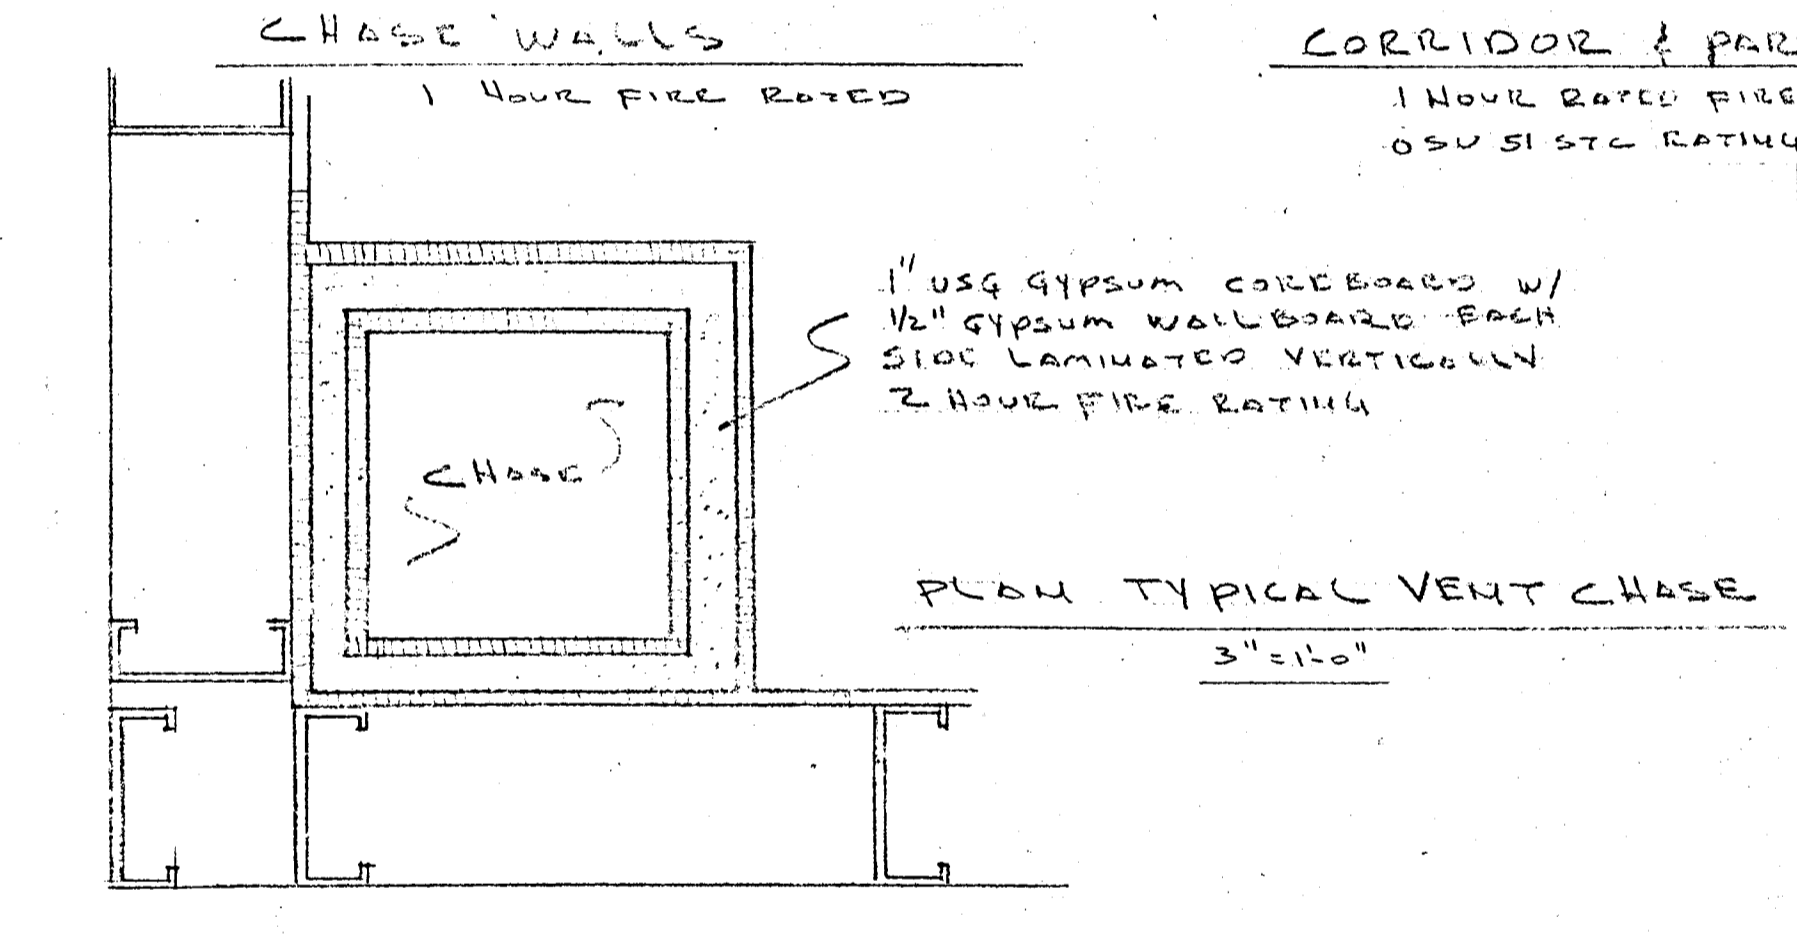 CHASE WALLS
1 HOUR FIRE RATED
CORRIDOR & PAR
1 HOUR RATED FIRE
OSU 51 STC RATING
1" USG GYPSUM COREBOARD W/
1/2" GYPSUM WALLBOARD EACH
SIDE LAMINATED VERTICALLY
2 HOUR FIRE RATING
CHASE
PLAN TYPICAL VENT CHASE
3" = 1'-0"